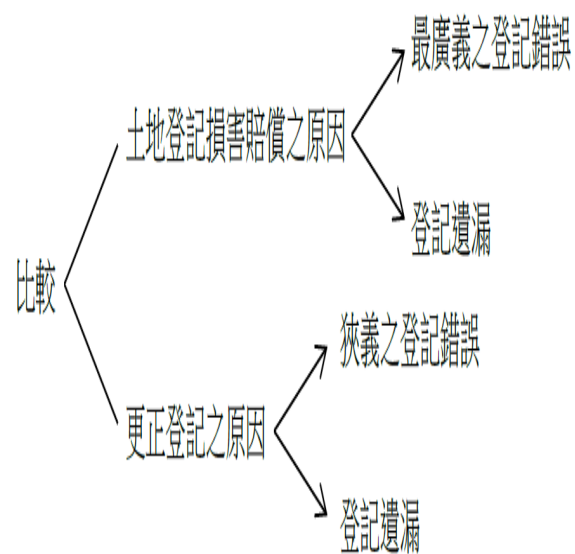 最廣義之登記錯誤
土地登記損害賠償之原因
登記遺漏
比較
狹義之登記錯誤
更正登記之原因
登記遺漏